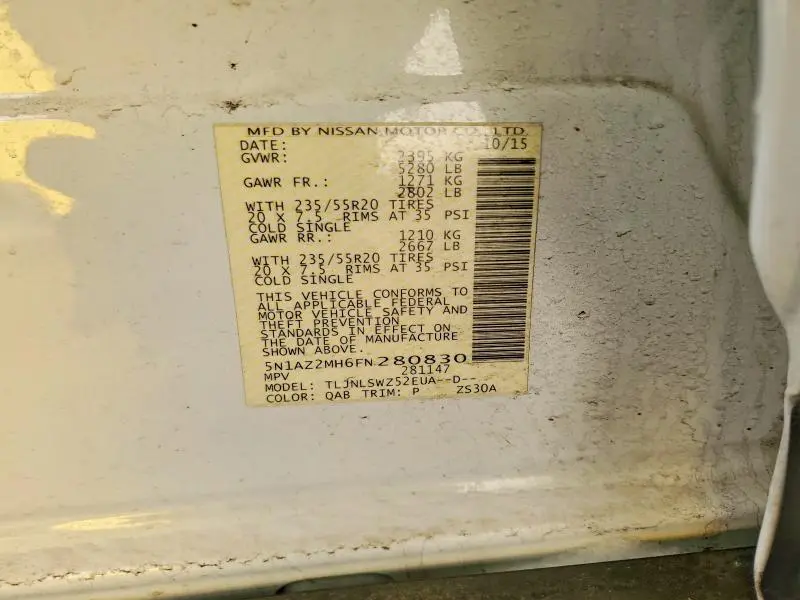 MFD BY NISSAN MOTOR CO., LTD.
DATE: 10/15
GVWR: 2395 KG
5280 LB
GAWR FR.: 1271 KG
2802 LB
WITH 235/55R20 TIRES
20 X 7.5 RIMS AT 35 PSI
COLD SINGLE
GAWR RR.: 1210 KG
2667 LB
WITH 235/55R20 TIRES
20 X 7.5 RIMS AT 35 PSI
COLD SINGLE
THIS VEHICLE CONFORMS TO
ALL APPLICABLE FEDERAL
MOTOR VEHICLE SAFETY AND
THEFT PREVENTION
STANDARDS IN EFFECT ON
THE DATE OF MANUFACTURE
SHOWN ABOVE.
5N1AZ2MH6FN280830
MPV 281147
MODEL: TLJNLSWZ52EUA--D--
COLOR: QAB TRIM: P ZS30A